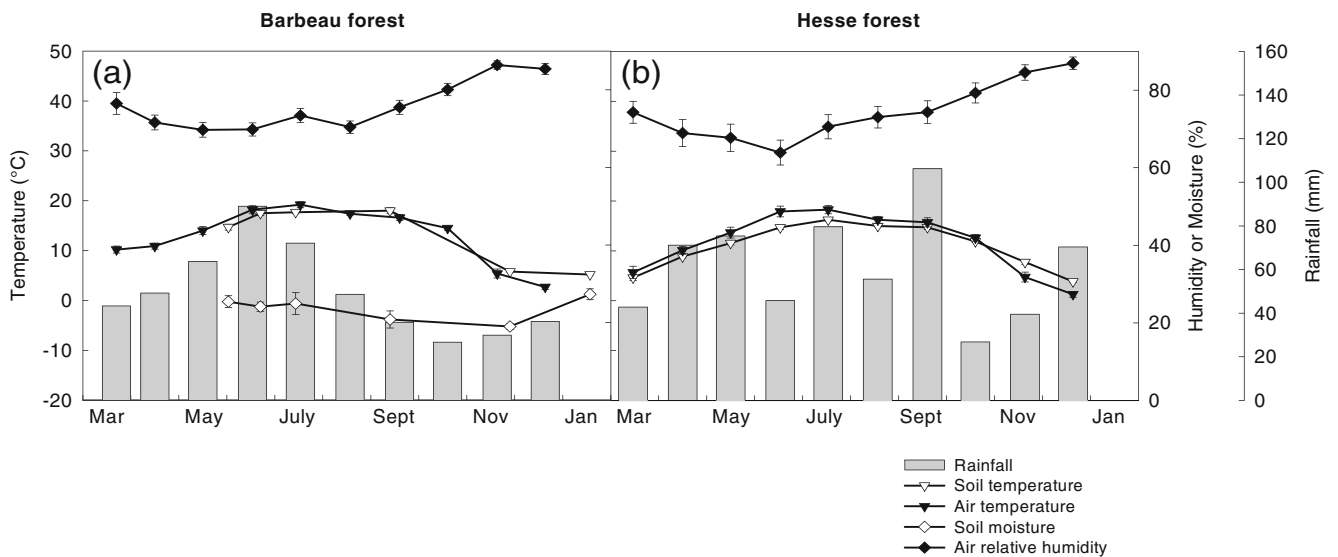 Barbeau forest
Hesse forest
(a)
(b)
Temperature (°C)
50
40
30
20
10
0
-10
-20
Mar May July Sept Nov Jan
Mar May July Sept Nov Jan
80
60
40
20
0
Humidity or Moisture (%)
160
140
120
100
80
60
40
20
0
Rainfall (mm)
Rainfall
Soil temperature
Air temperature
Soil moisture
Air relative humidity